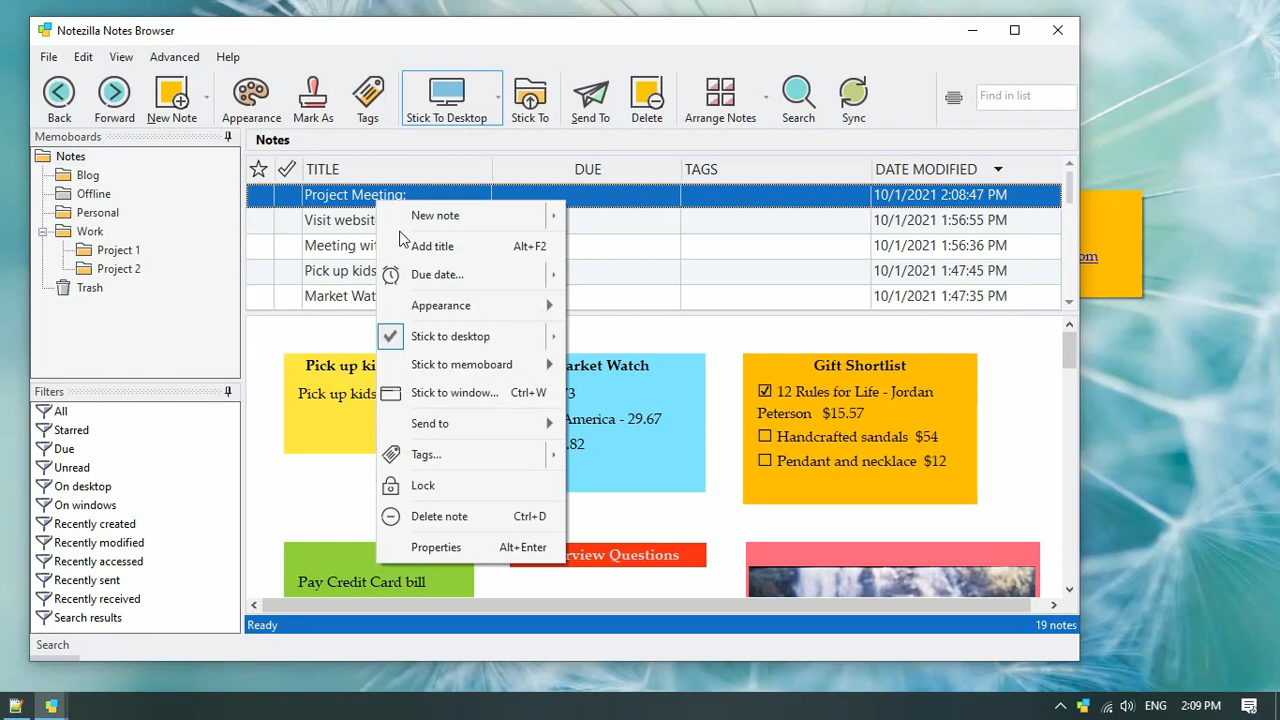 Notezilla Notes Browser
File Edit View Advanced Help
Back Forward New Note Appearance Mark As Tags Stick To Desktop Stick To Send To Delete Arrange Notes Search Sync Find in list
Memoboards
Notes
Blog
Offline
Personal
Work
Project 1
Project 2
Trash
Filters
All
Starred
Due
Unread
On desktop
On windows
Recently created
Recently modified
Recently accessed
Recently sent
Recently received
Search results
Search
Notes
TITLE DUE TAGS DATE MODIFIED
Project Meeting: 10/1/2021 2:08:47 PM
Visit website 10/1/2021 1:56:55 PM
Meeting 10/1/2021 1:56:36 PM
Pick up kids 10/1/2021 1:47:45 PM
Market 10/1/2021 1:47:35 PM
New note
Add title Alt+F2
Due date...
Appearance
Stick to desktop
Stick to memoboard
Stick to window... Ctrl+W
Send to
Tags...
Lock
Delete note Ctrl+D
Properties Alt+Enter
Pick up
Pick up kids
arket Watch
73
America - 29.67
.82
Gift Shortlist
☑ 12 Rules for Life - Jordan
Peterson $15.57
☐ Handcrafted sandals $54
☐ Pendant and necklace $12
Pay Credit Card bill
rview Questions
om
Ready 19 notes
ENG 2:09 PM